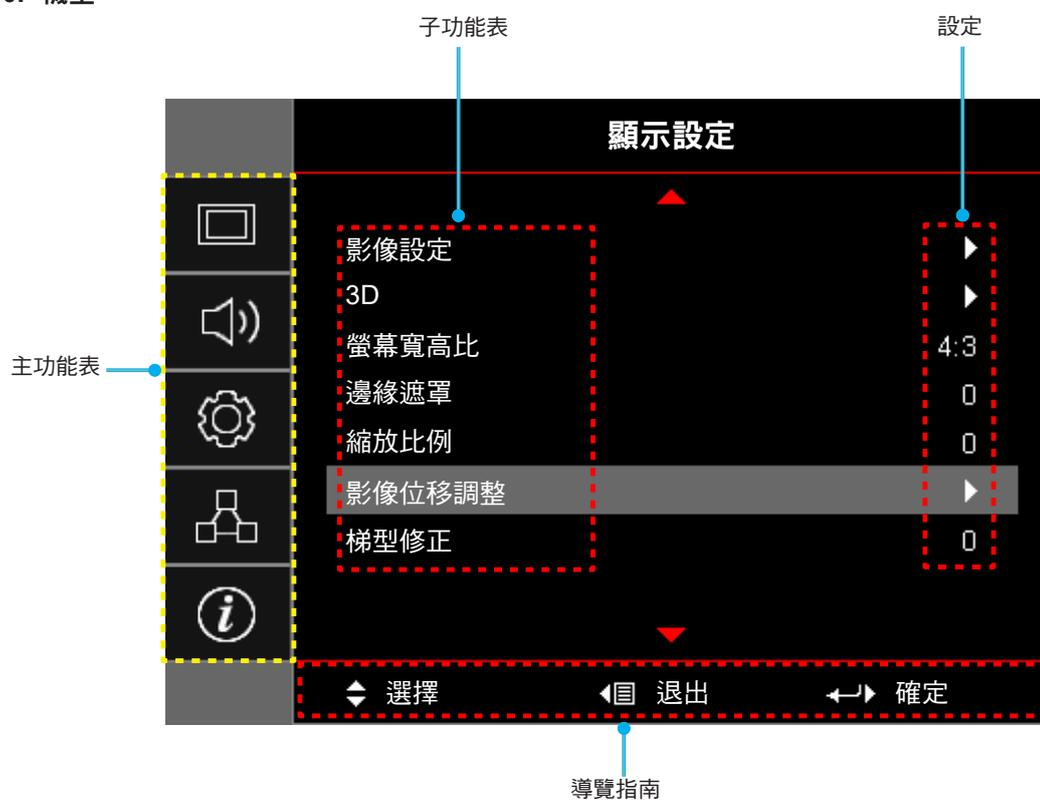 子功能表
設定
顯示設定
影像設定
3D
螢幕寬高比 4:3
邊緣遮罩 0
縮放比例 0
影像位移調整
梯型修正 0
主功能表
選擇 退出 確定
導覽指南